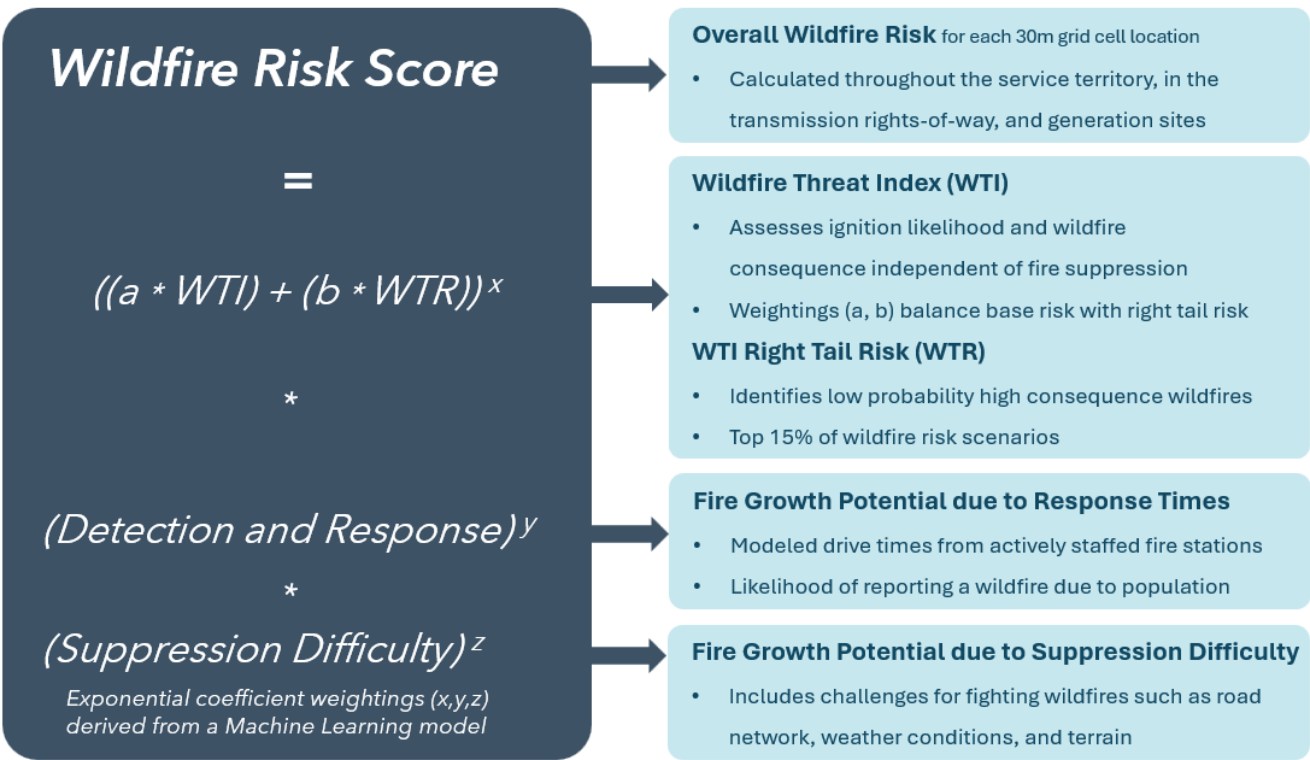 Wildfire Risk Score
=
((a * WTI) + (b * WTR)) x
*
(Detection and Response) y
*
(Suppression Difficulty) z
Exponential coefficient weightings (x,y,z)
derived from a Machine Learning model
Overall Wildfire Risk for each 30m grid cell location
• Calculated throughout the service territory, in the
transmission rights-of-way, and generation sites
Wildfire Threat Index (WTI)
• Assesses ignition likelihood and wildfire
consequence independent of fire suppression
• Weightings (a, b) balance base risk with right tail risk
WTI Right Tail Risk (WTR)
• Identifies low probability high consequence wildfires
• Top 15% of wildfire risk scenarios
Fire Growth Potential due to Response Times
• Modeled drive times from actively staffed fire stations
• Likelihood of reporting a wildfire due to population
Fire Growth Potential due to Suppression Difficulty
• Includes challenges for fighting wildfires such as road
network, weather conditions, and terrain